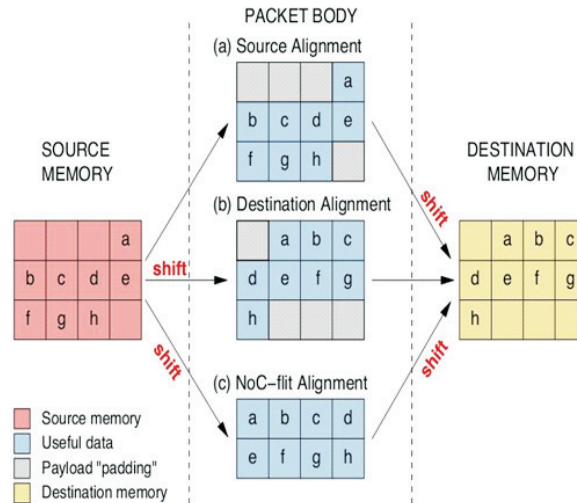 PACKET BODY
(a) Source Alignment
a
b c d e
f g h
SOURCE
MEMORY
a
b c d e
f g h
shift
shift
(b) Destination Alignment
a b c
d e f g
h
shift
shift
DESTINATION
MEMORY
a b c
d e f g
h
(c) NoC-flit Alignment
a b c d
e f g h
Source memory
Useful data
Payload "padding"
Destination memory